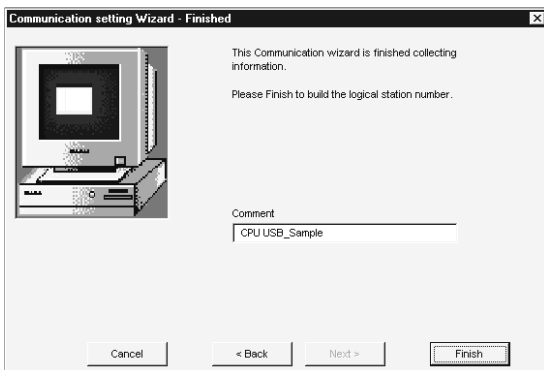 Communication setting Wizard - Finished
This Communication wizard is finished collecting
information.
Please Finish to build the logical station number.
Comment
CPU USB_Sample
Cancel
< Back
Next >
Finish